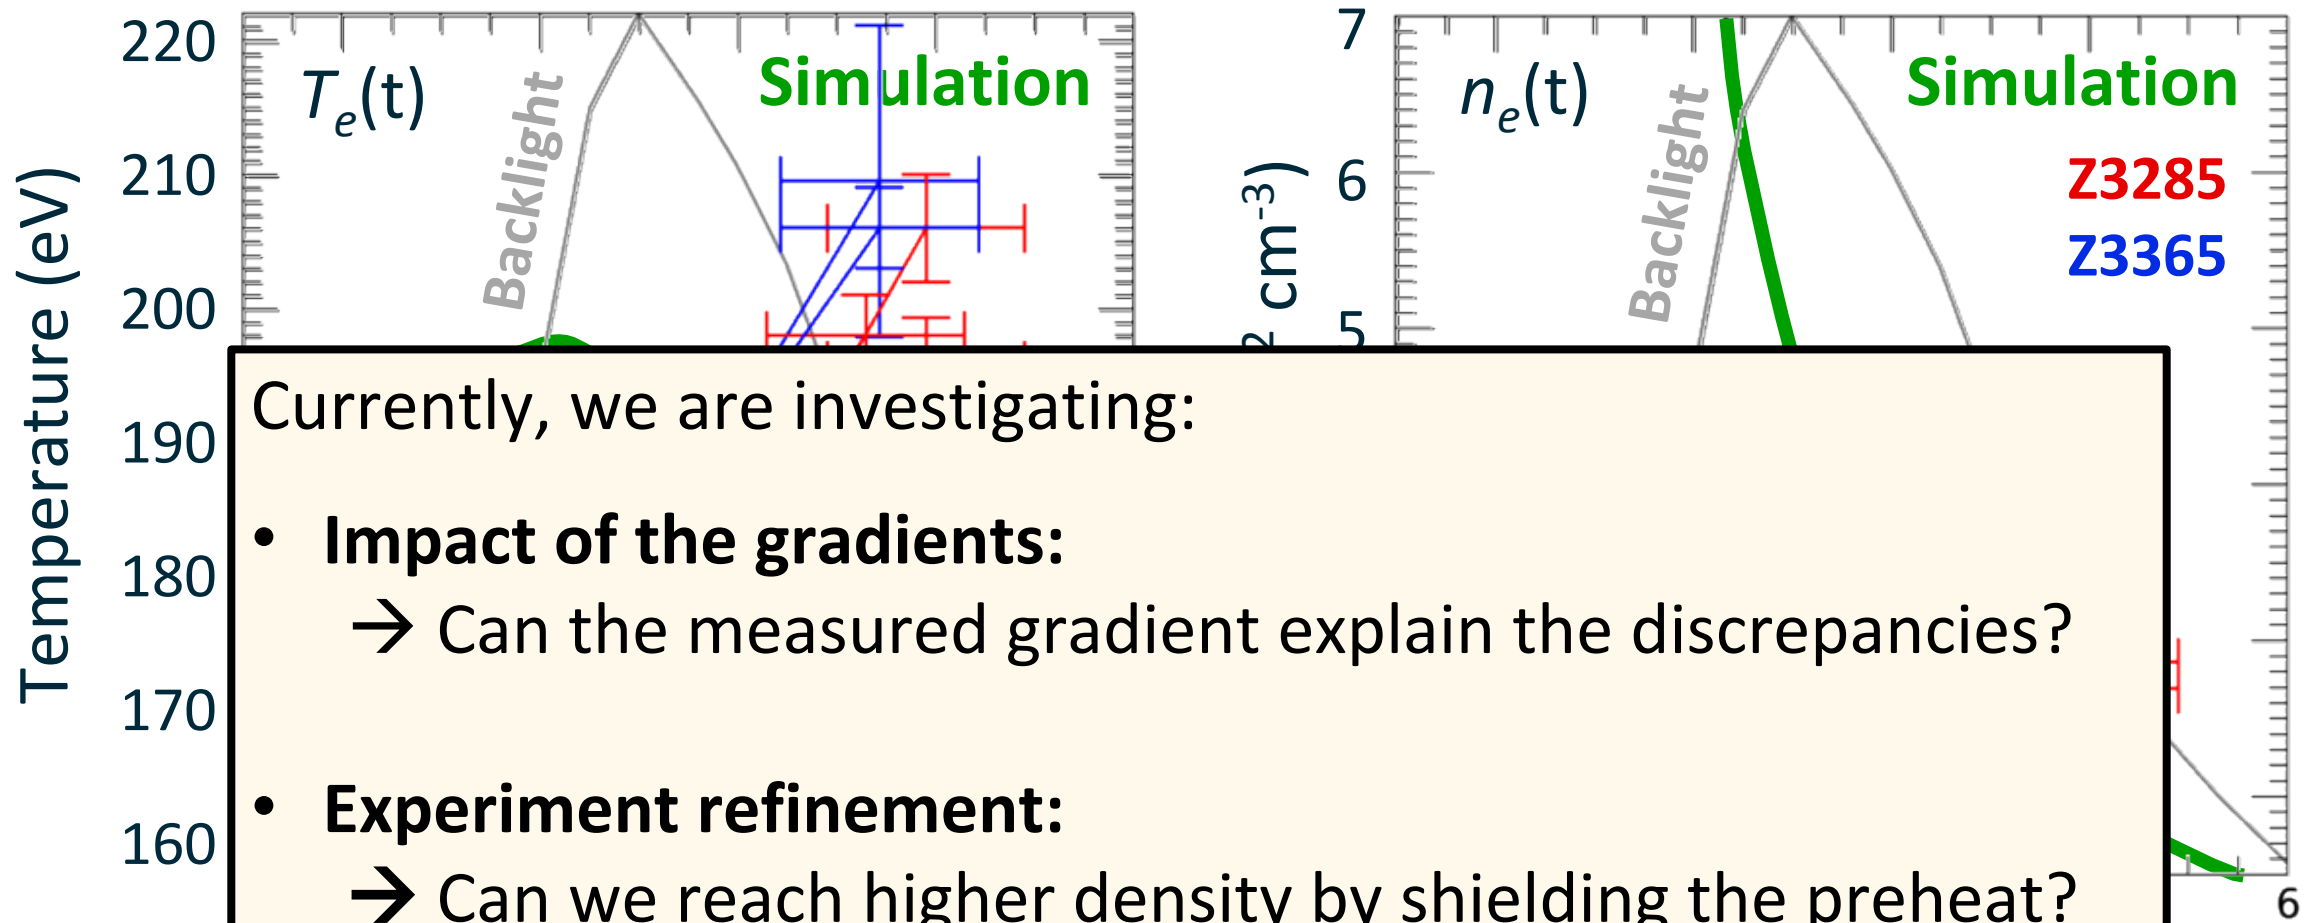 220
210
200
190
180
170
160
Temperature (eV)
Te(t)
Backlight
Simulation
7
6
5
2 cm-3)
ne(t)
Backlight
Simulation
Z3285
Z3365
6
Currently, we are investigating:
• Impact of the gradients:
→ Can the measured gradient explain the discrepancies?
• Experiment refinement:
→ Can we reach higher density by shielding the preheat?